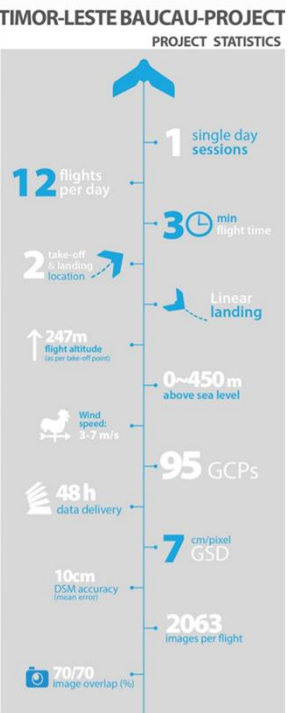 TIMOR-LESTE BAUCAU-PROJECT
PROJECT STATISTICS
1 single day
sessions
12 flights
per day
3 min
flight time
2 take-off
& landing
location
Linear
landing
247m
flight altitude
(as per take-off point)
0~450 m
above sea level
Wind
speed:
3-7 m/s
95 GCPs
48 h
data delivery
7 cm/pixel
GSD
10cm
DSM accuracy
(mean error)
2063
images per flight
70/70
image overlap (%)